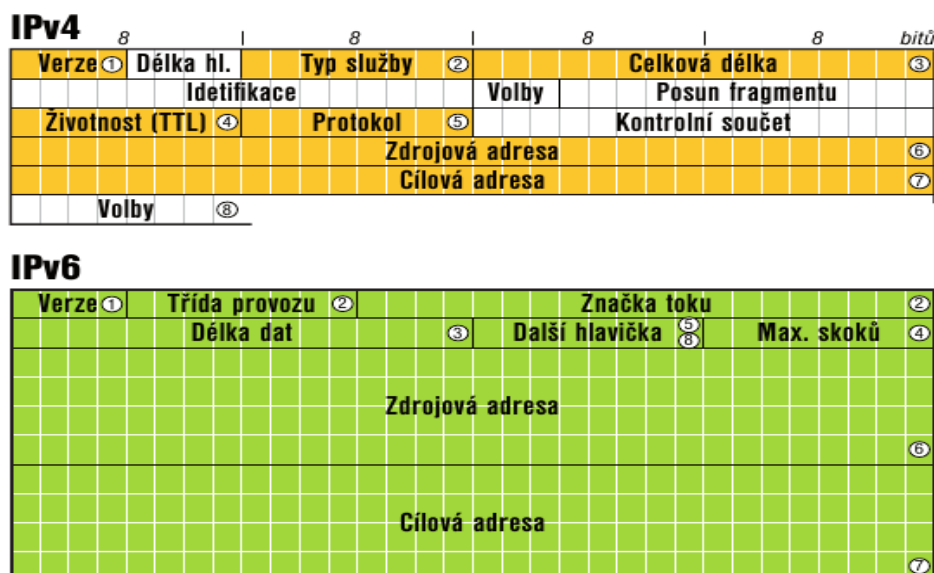 IPv4
8 8 8 8 bitů
Verze 1 Délka hl. Typ služby 2 Celková délka 3
Idetifikace Volby Posun fragmentu
Životnost (TTL) 4 Protokol 5 Kontrolní součet
Zdrojová adresa 6
Cílová adresa 7
Volby 8
IPv6
Verze 1 Třída provozu 2 Značka toku 2
Délka dat 3 Další hlavička 5 8 Max. skoků 4
Zdrojová adresa
6
Cílová adresa
7